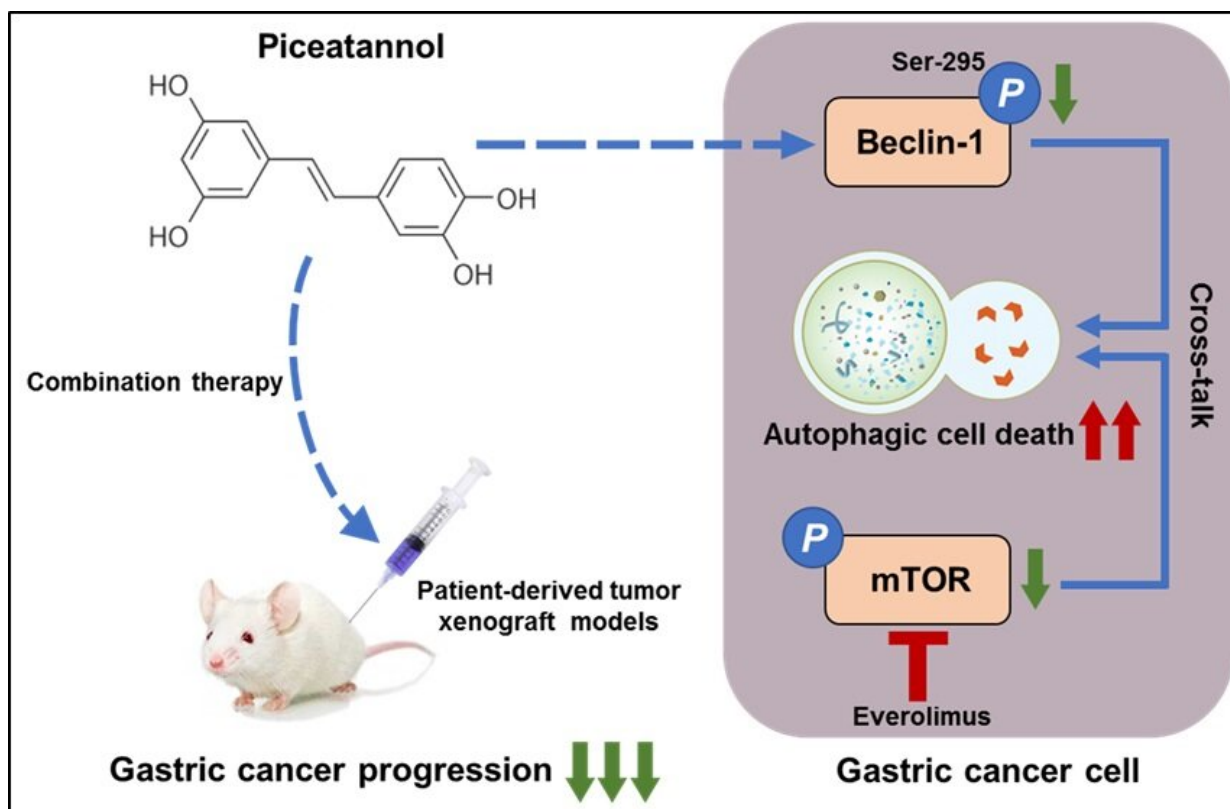 Piceatannol
HO
HO
OH
OH
Combination therapy
Patient-derived tumor
xenograft models
Gastric cancer progression
Ser-295
P
Beclin-1
Cross-talk
Autophagic cell death
P
mTOR
Everolimus
Gastric cancer cell